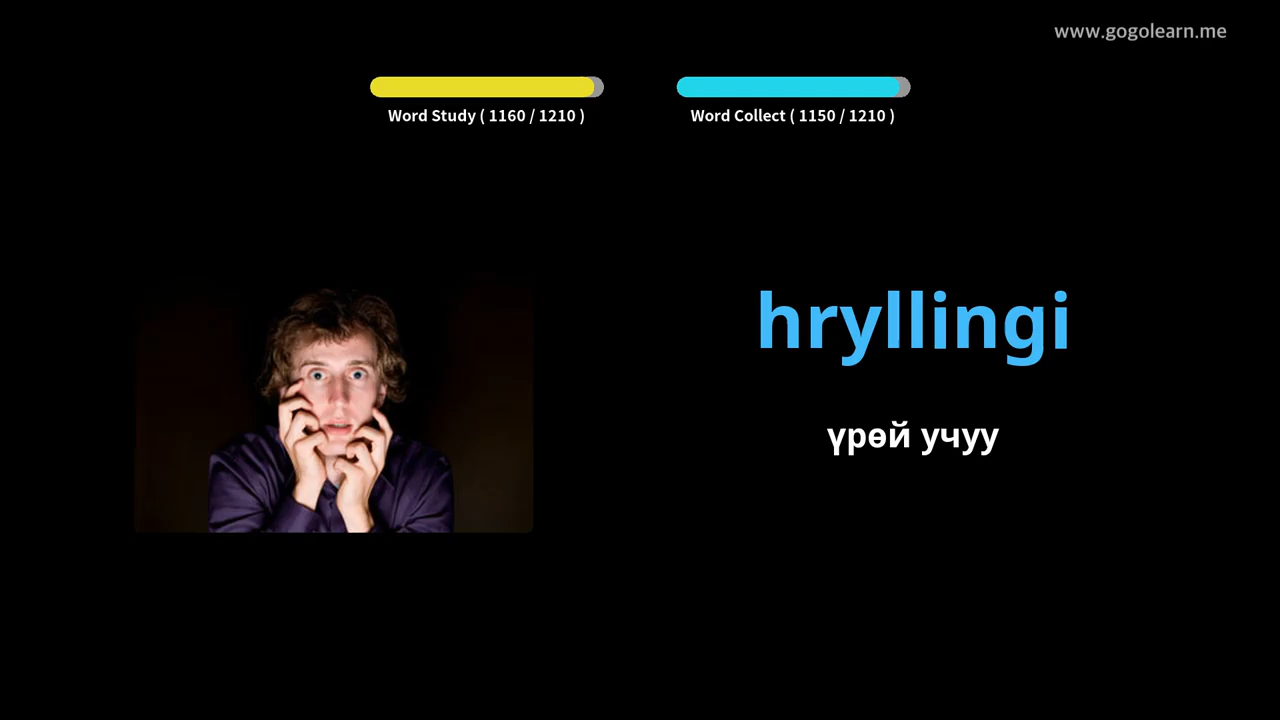 www.gogolearn.me
Word Study ( 1160 / 1210 )
Word Collect ( 1150 / 1210 )
hryllingi
үрөй учуу